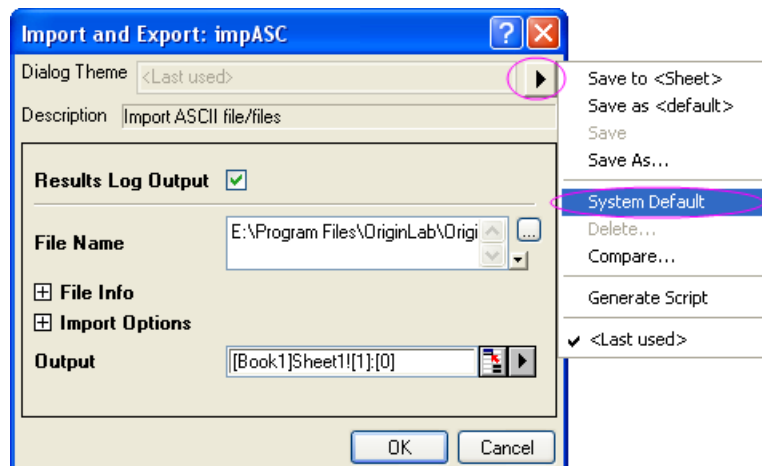 Import and Export: impASC
Dialog Theme <Last used>
Description Import ASCII file/files
Results Log Output
File Name E:\Program Files\OriginLab\Origi
...
File Info
Import Options
Output [Book1]Sheet1![1]:[0]
OK Cancel
Save to <Sheet>
Save as <default>
Save
Save As...
System Default
Delete...
Compare...
Generate Script
<Last used>